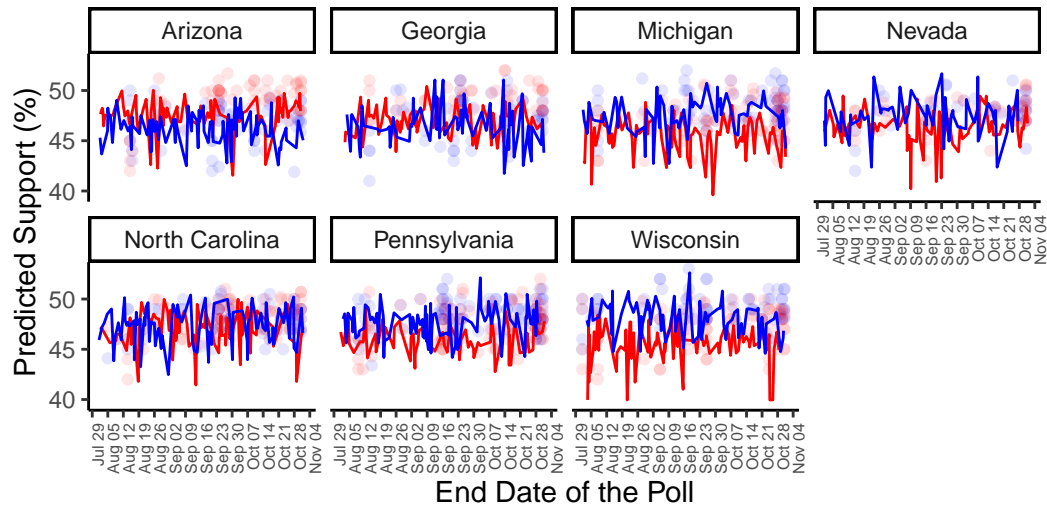 Arizona Georgia Michigan Nevada
50
45
40
Jul 29 Aug 05 Aug 12 Aug 19 Aug 26 Sep 02 Sep 09 Sep 16 Sep 23 Sep 30 Oct 07 Oct 14 Oct 21 Oct 28 Nov 04
North Carolina Pennsylvania Wisconsin
50
45
40
Jul 29 Aug 05 Aug 12 Aug 19 Aug 26 Sep 02 Sep 09 Sep 16 Sep 23 Sep 30 Oct 07 Oct 14 Oct 21 Oct 28 Nov 04
Jul 29 Aug 05 Aug 12 Aug 19 Aug 26 Sep 02 Sep 09 Sep 16 Sep 23 Sep 30 Oct 07 Oct 14 Oct 21 Oct 28 Nov 04
Jul 29 Aug 05 Aug 12 Aug 19 Aug 26 Sep 02 Sep 09 Sep 16 Sep 23 Sep 30 Oct 07 Oct 14 Oct 21 Oct 28 Nov 04
Predicted Support (%)
End Date of the Poll